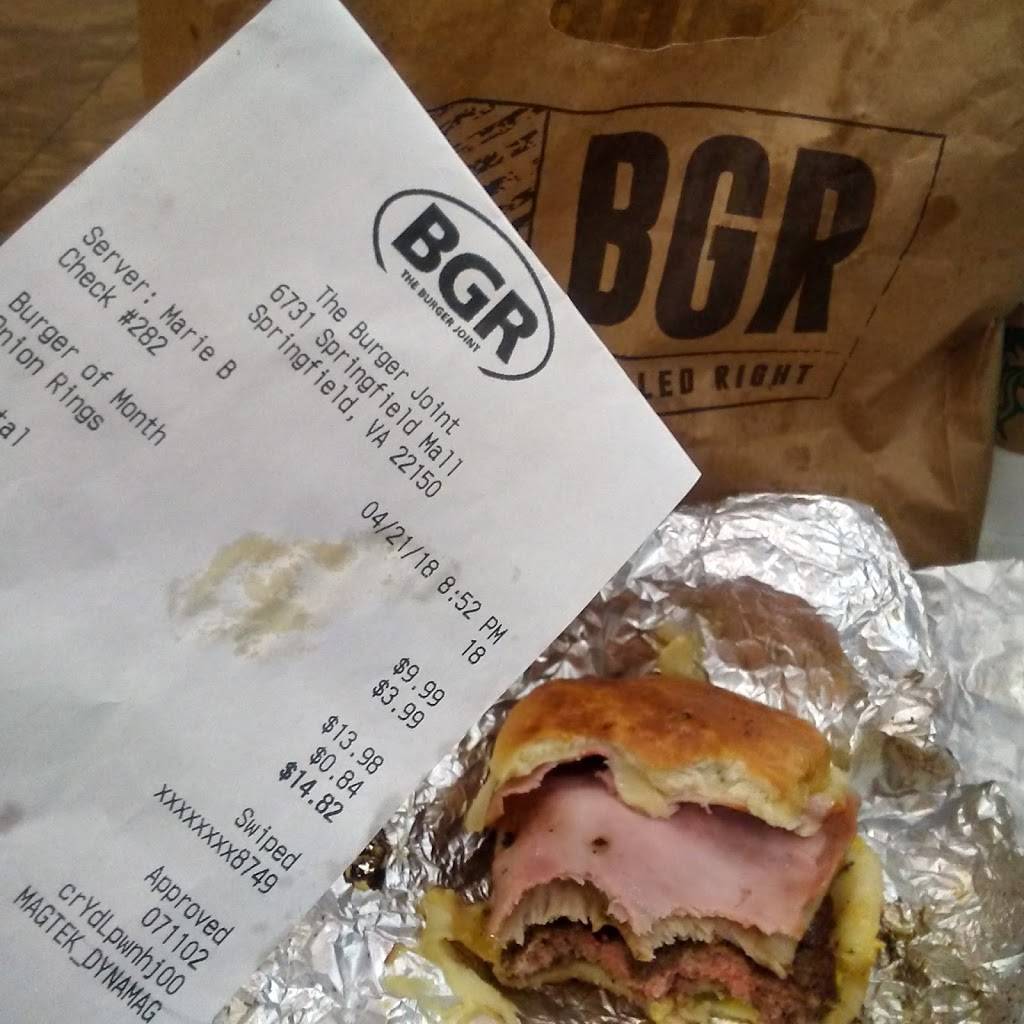 BGR
THE BURGER JOINT
The Burger Joint
6731 Springfield Mall
Springfield, VA 22150
Server: Marie B
04/21/18 8:52 PM
Check #282
18
Burger of Month
$9.99
Onion Rings
$3.99
tal
$13.98
$0.84
$14.82
Swiped
XXXXXXXX8749
Approved
071102
crYdLpwnhj00
MAGTEK_DYNAMAG
BGR
LLED RIGHT